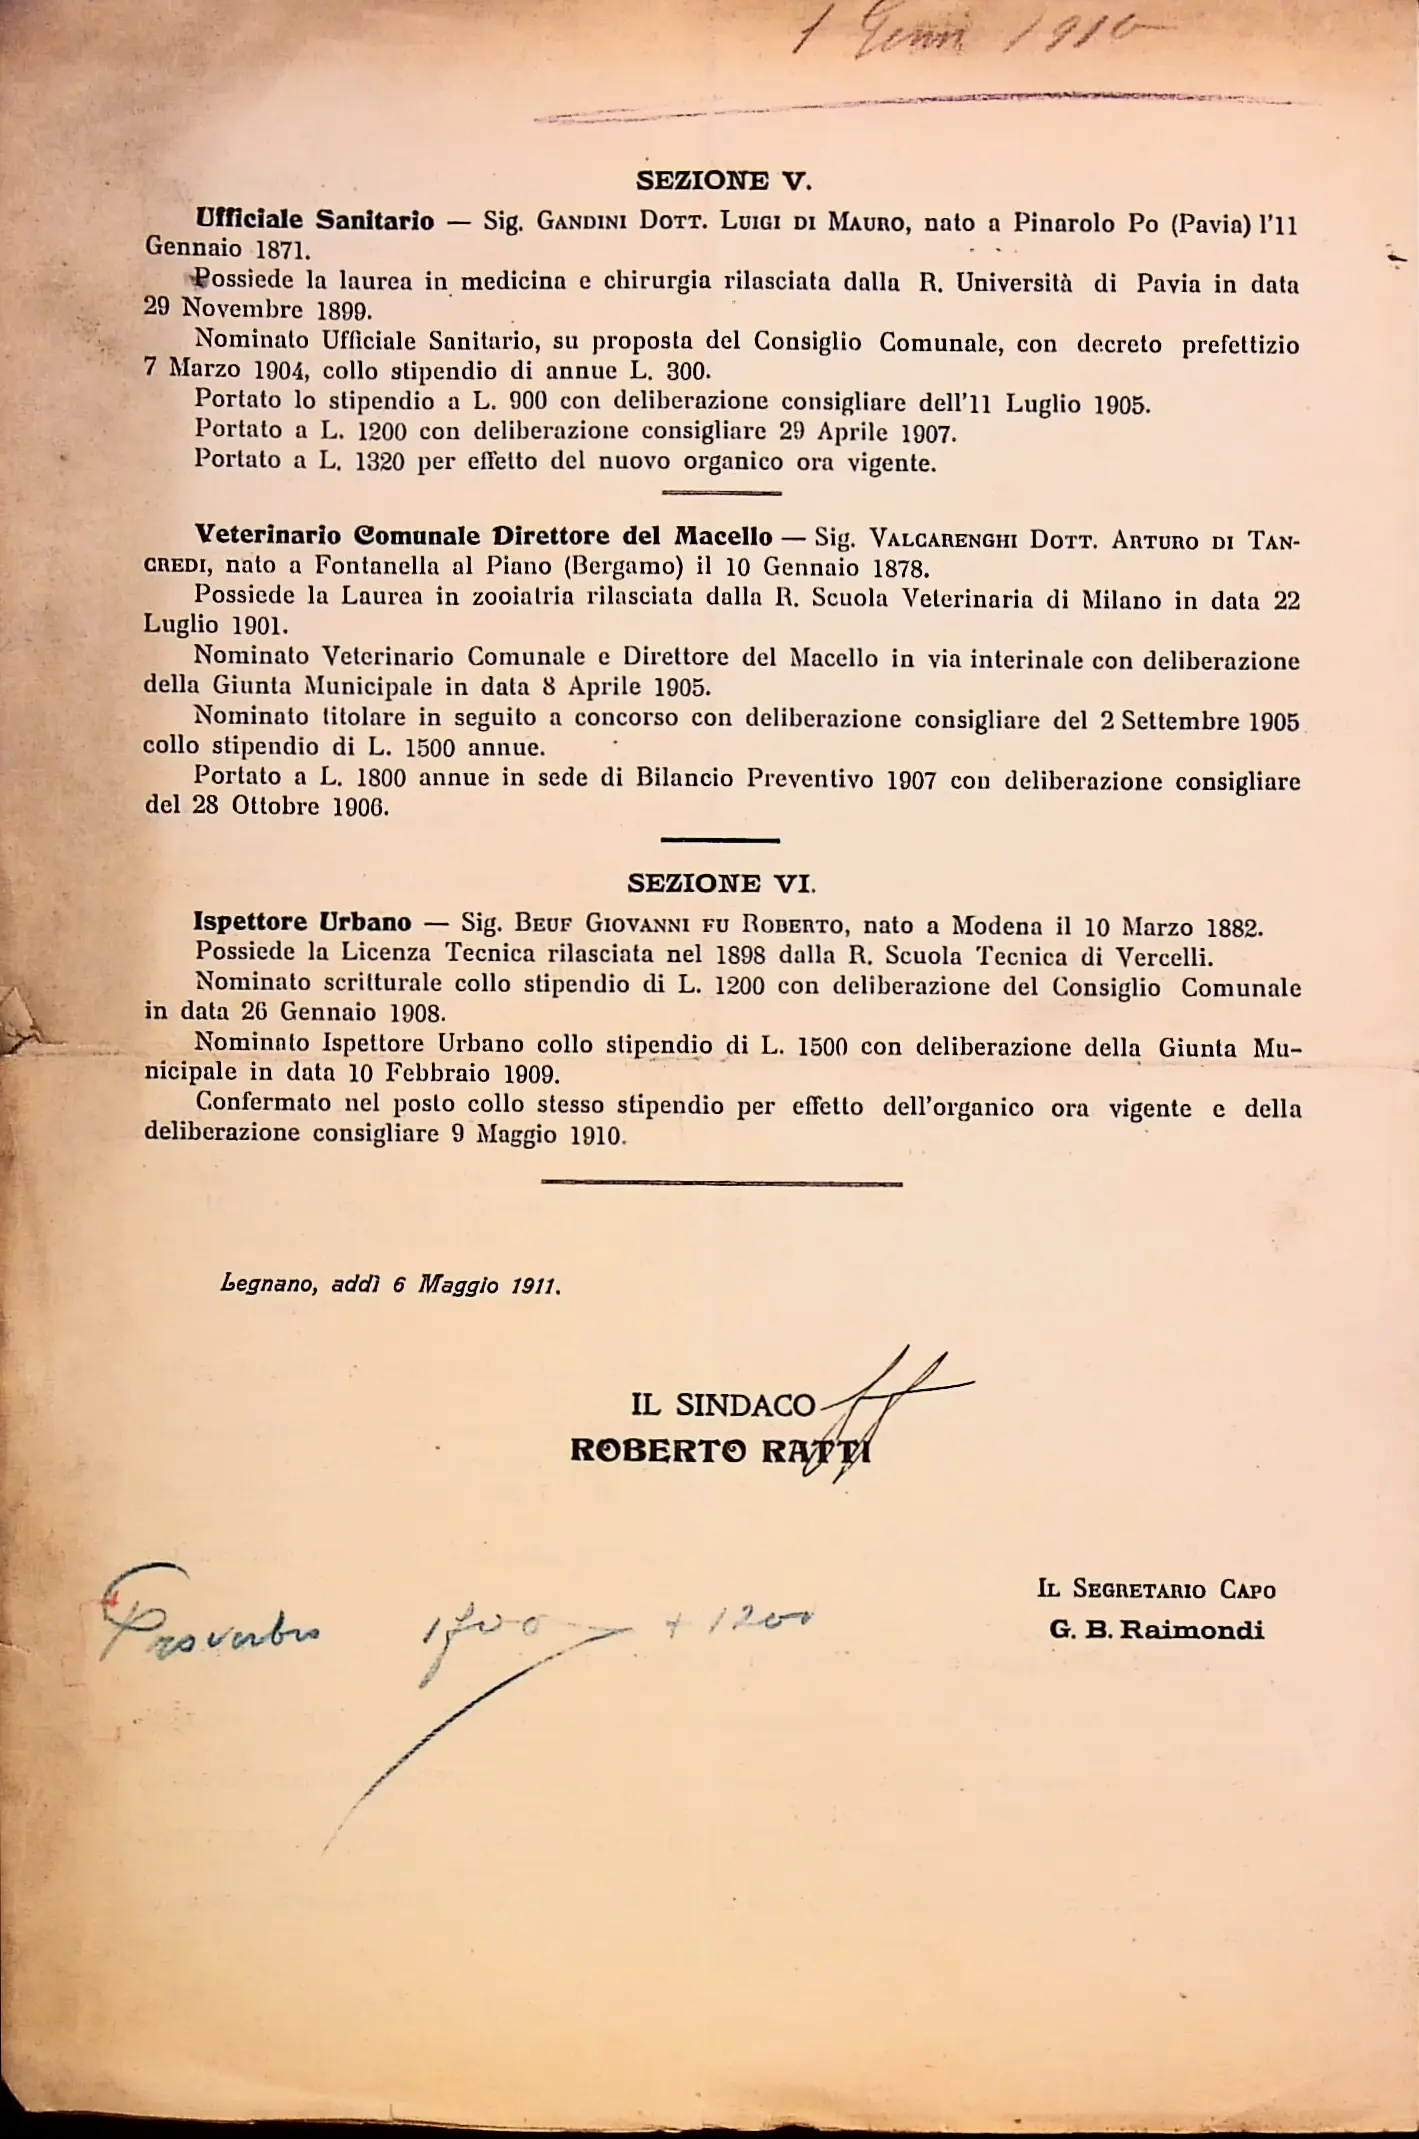 1 Genn 1910
SEZIONE V.
Ufficiale Sanitario — Sig. GANDINI DOTT. LUIGI DI MAURO, nato a Pinarolo Po (Pavia) l'11
Gennaio 1871.
Possiede la laurea in medicina e chirurgia rilasciata dalla R. Università di Pavia in data
29 Novembre 1899.
Nominato Ufficiale Sanitario, su proposta del Consiglio Comunale, con decreto prefettizio
7 Marzo 1904, collo stipendio di annue L. 300.
Portato lo stipendio a L. 900 con deliberazione consigliare dell'11 Luglio 1905.
Portato a L. 1200 con deliberazione consigliare 29 Aprile 1907.
Portato a L. 1320 per effetto del nuovo organico ora vigente.
Veterinario Comunale Direttore del Macello — Sig. VALCARENGHI DOTT. ARTURO DI TAN-
CREDI, nato a Fontanella al Piano (Bergamo) il 10 Gennaio 1878.
Possiede la Laurea in zooiatria rilasciata dalla R. Scuola Veterinaria di Milano in data 22
Luglio 1901.
Nominato Veterinario Comunale e Direttore del Macello in via interinale con deliberazione
della Giunta Municipale in data 8 Aprile 1905.
Nominato titolare in seguito a concorso con deliberazione consigliare del 2 Settembre 1905
collo stipendio di L. 1500 annue.
Portato a L. 1800 annue in sede di Bilancio Preventivo 1907 con deliberazione consigliare
del 28 Ottobre 1906.
SEZIONE VI.
Ispettore Urbano — Sig. BEUF GIOVANNI FU ROBERTO, nato a Modena il 10 Marzo 1882.
Possiede la Licenza Tecnica rilasciata nel 1898 dalla R. Scuola Tecnica di Vercelli.
Nominato scritturale collo stipendio di L. 1200 con deliberazione del Consiglio Comunale
in data 26 Gennaio 1908.
Nominato Ispettore Urbano collo stipendio di L. 1500 con deliberazione della Giunta Mu-
nicipale in data 10 Febbraio 1909.
Confermato nel posto collo stesso stipendio per effetto dell'organico ora vigente e della
deliberazione consigliare 9 Maggio 1910.
Legnano, addì 6 Maggio 1911.
IL SINDACO
ROBERTO RATTI
IL SEGRETARIO CAPO
G. B. Raimondi
+ 1200